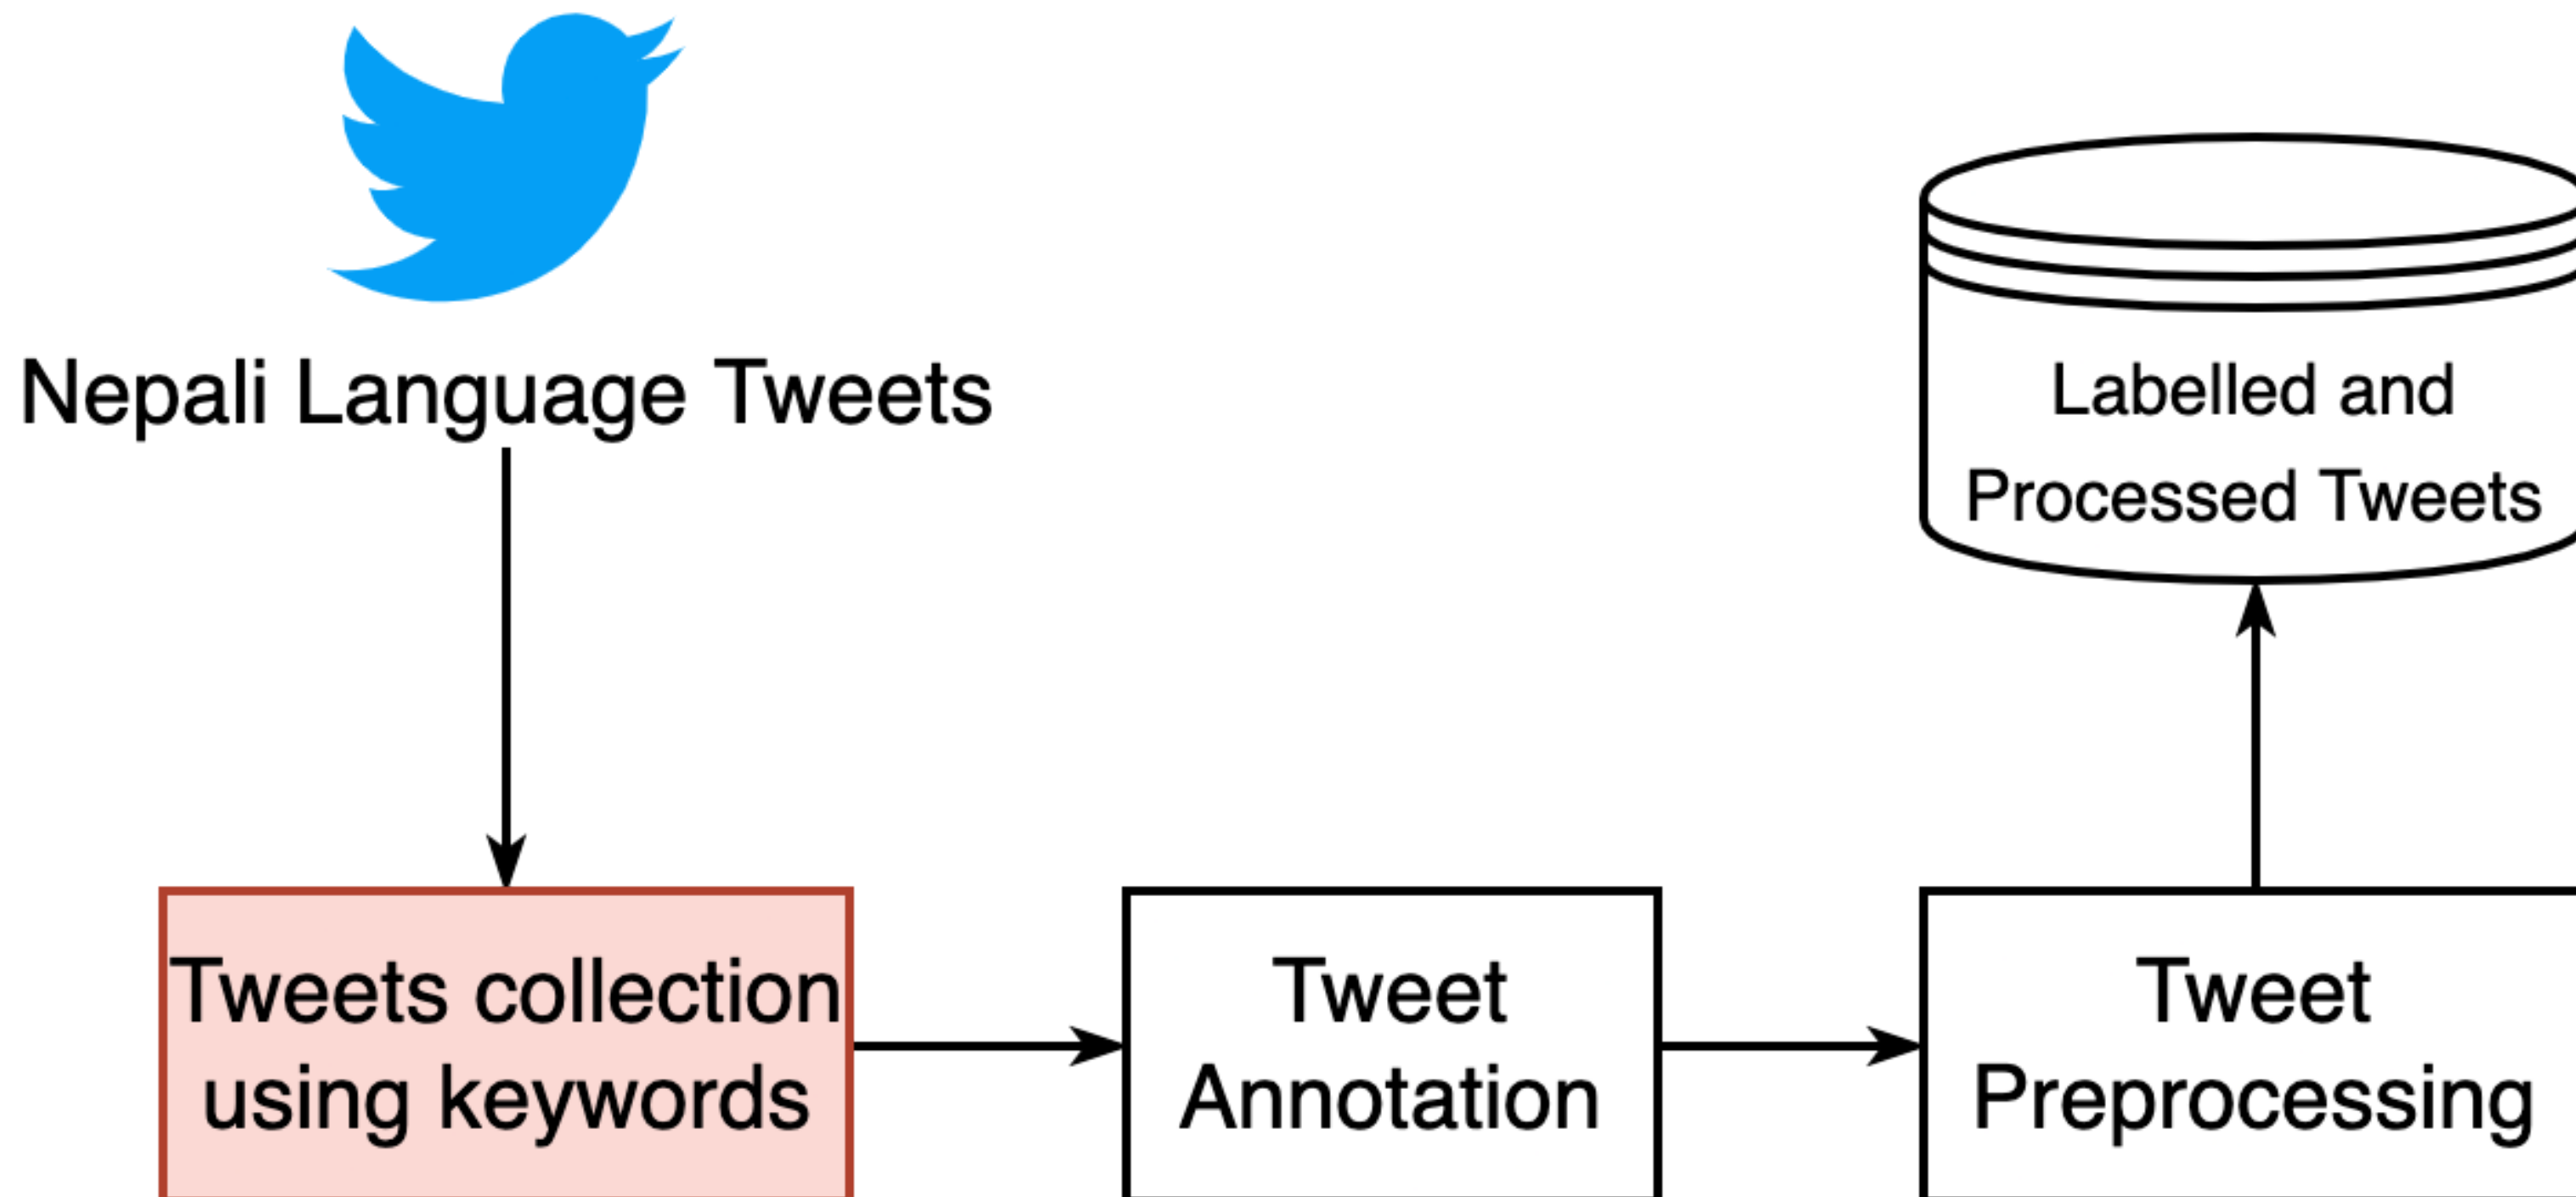 Nepali Language Tweets
Labelled and
Processed Tweets
Tweets collection
using keywords
Tweet
Annotation
Tweet
Preprocessing